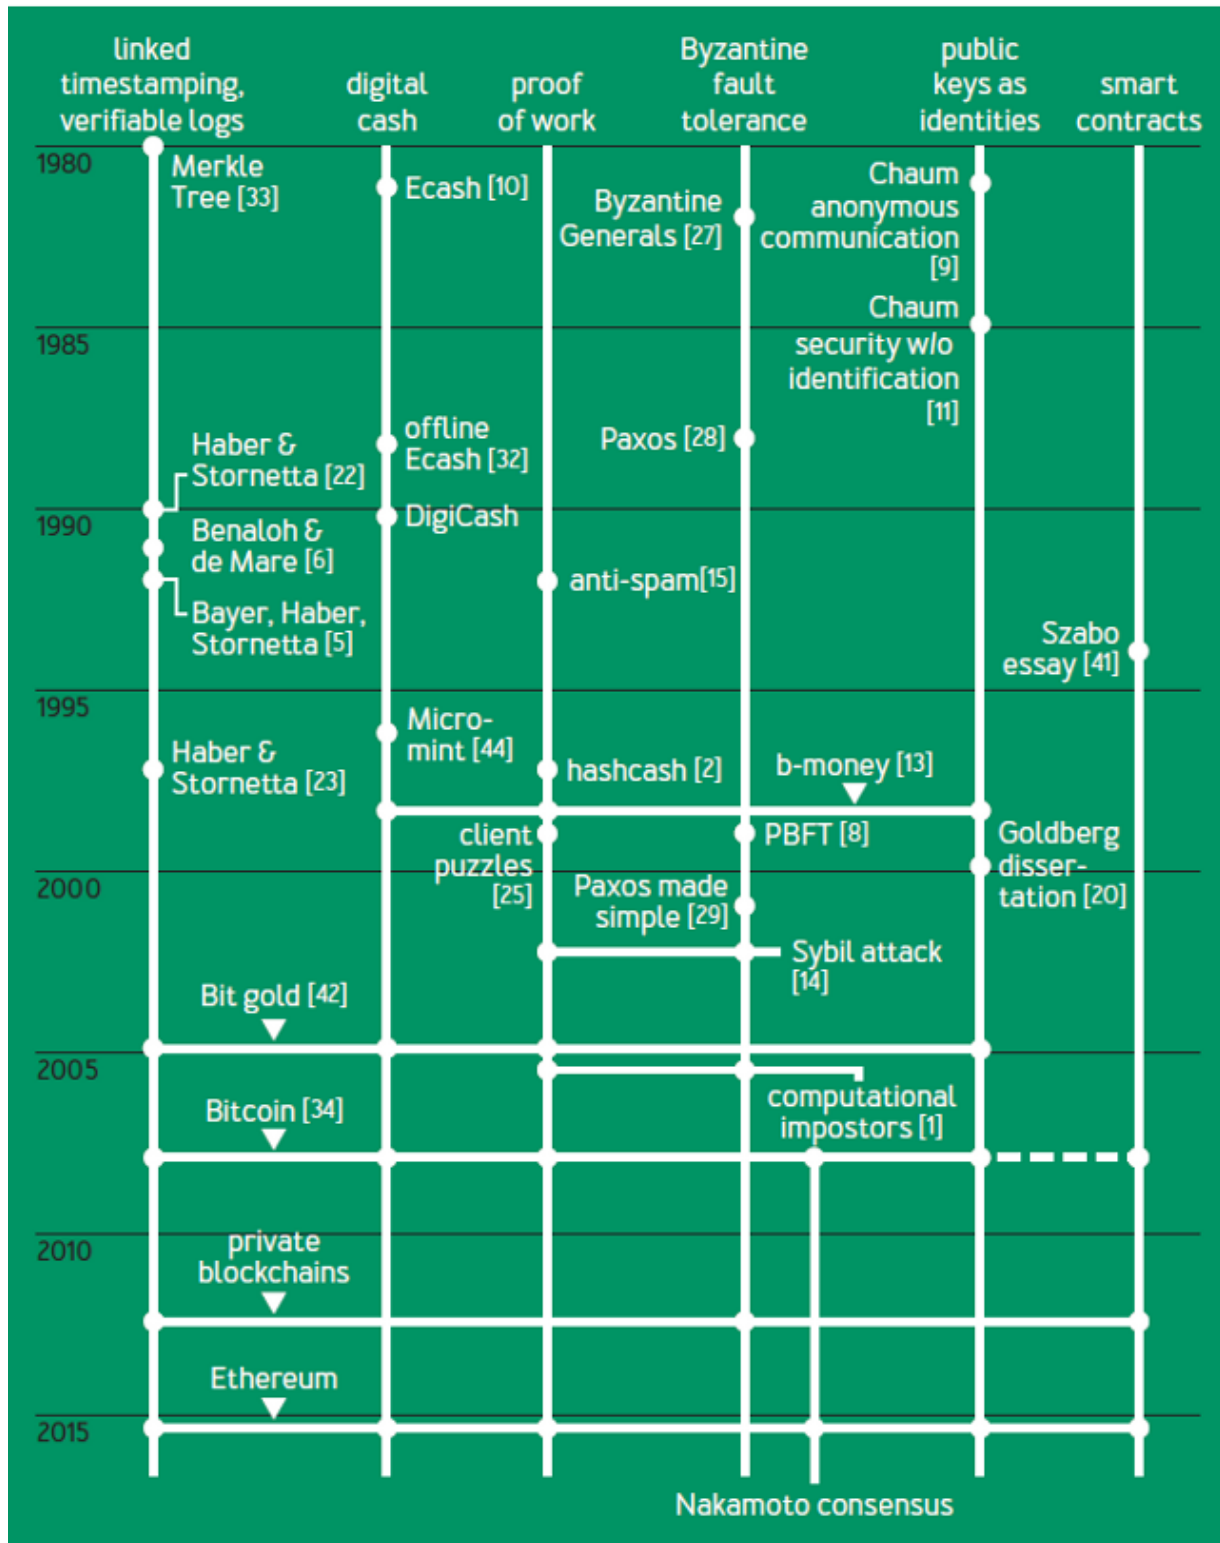 linked
timestamping,
verifiable logs
digital
cash
proof
of work
Byzantine
fault
tolerance
public
keys as
identities
smart
contracts
1980
Merkle
Tree [33]
Ecash [10]
Byzantine
Generals [27]
Chaum
anonymous
communication
[9]
1985
Chaum
security w/o
identification
[11]
Haber &
Stornetta [22]
offline
Ecash [32]
Paxos [28]
1990
DigiCash
Benaloh &
de Mare [6]
anti-spam[15]
Bayer, Haber,
Stornetta [5]
Szabo
essay [41]
1995
Micro-
mint [44]
Haber &
Stornetta [23]
hashcash [2]
b-money [13]
client
puzzles
[25]
PBFT [8]
Goldberg
disser-
tation [20]
2000
Paxos made
simple [29]
Sybil attack
[14]
Bit gold [42]
2005
computational
impostors [1]
Bitcoin [34]
2010
private
blockchains
Ethereum
2015
Nakamoto consensus